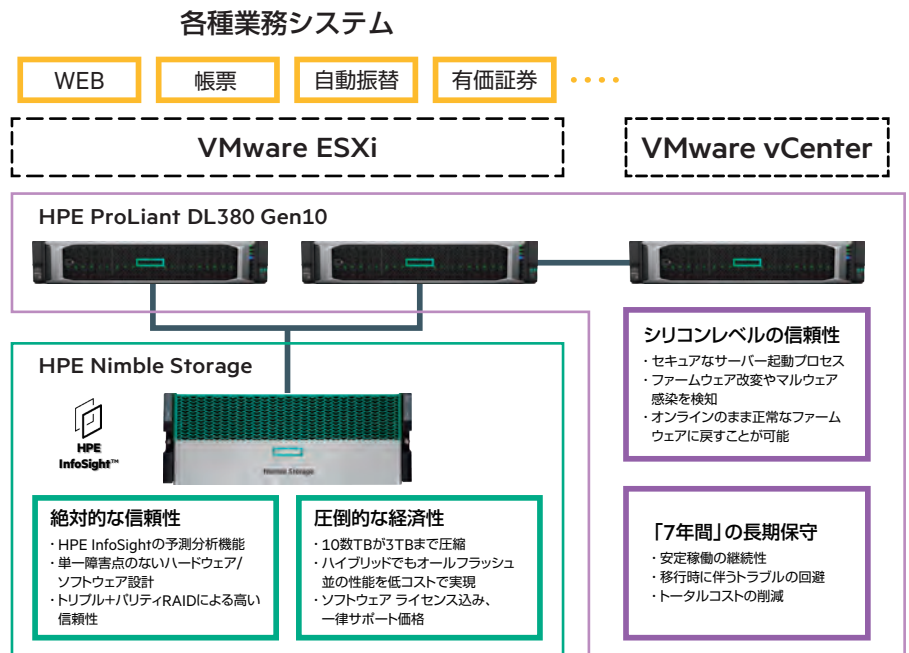 各種業務システム
WEB
帳票
自動振替
有価証券
‥‥
VMware ESXi
VMware vCenter
HPE ProLiant DL380 Gen10
シリコンレベルの信頼性
・セキュアなサーバー起動プロセス
・ファームウェア改変やマルウェア
感染を検知
・オンラインのまま正常なファーム
ウェアに戻すことが可能
HPE Nimble Storage
HPE
InfoSight™
Nimble Storage
絶対的な信頼性
・HPE InfoSightの予測分析機能
・単一障害点のないハードウェア/
ソフトウェア設計
・トリプル+パリティRAIDによる高い
信頼性
圧倒的な経済性
・10数TBが3TBまで圧縮
・ハイブリッドでもオールフラッシュ
並の性能を低コストで実現
・ソフトウェア ライセンス込み、
一律サポート価格
「7年間」の長期保守
・安定稼働の継続性
・移行時に伴うトラブルの回避
・トータルコストの削減